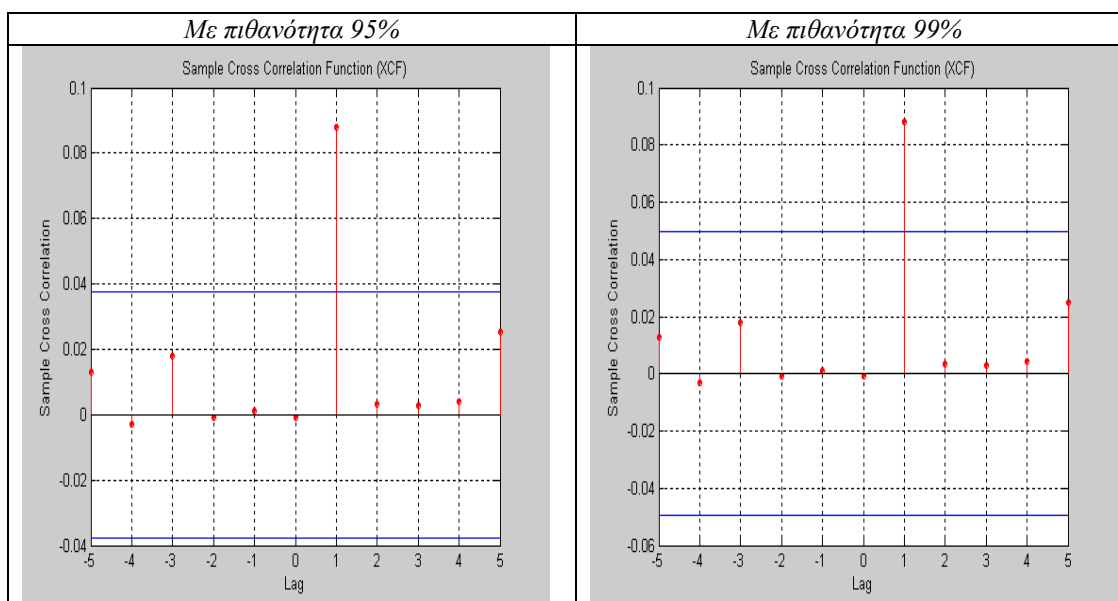 Με πιθανότητα 95%
Με πιθανότητα 99%
Sample Cross Correlation Function (XCF)
Sample Cross Correlation
0.1
0.08
0.06
0.04
0.02
0
-0.02
-0.04
-5 -4 -3 -2 -1 0 1 2 3 4 5
Lag
Sample Cross Correlation Function (XCF)
Sample Cross Correlation
0.1
0.08
0.06
0.04
0.02
0
-0.02
-0.04
-0.06
-5 -4 -3 -2 -1 0 1 2 3 4 5
Lag